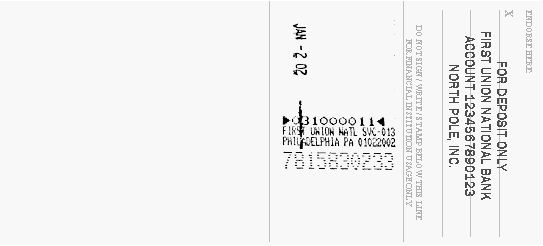 ENDORSE HERE:
X
FOR DEPOSIT ONLY
FIRST UNION NATIONAL BANK
ACCOUNT 1234567890123
NORTH POLE, INC.
DO NOT SIGN / WRITE / STAMP BELOW THIS LINE
FOR FINANCIAL INSTITUTION USAGE ONLY
JAN - 2 02
▶031000011◀
FIRST UNION NATL SVC-013
PHILADELPHIA PA 01022002
7815830233